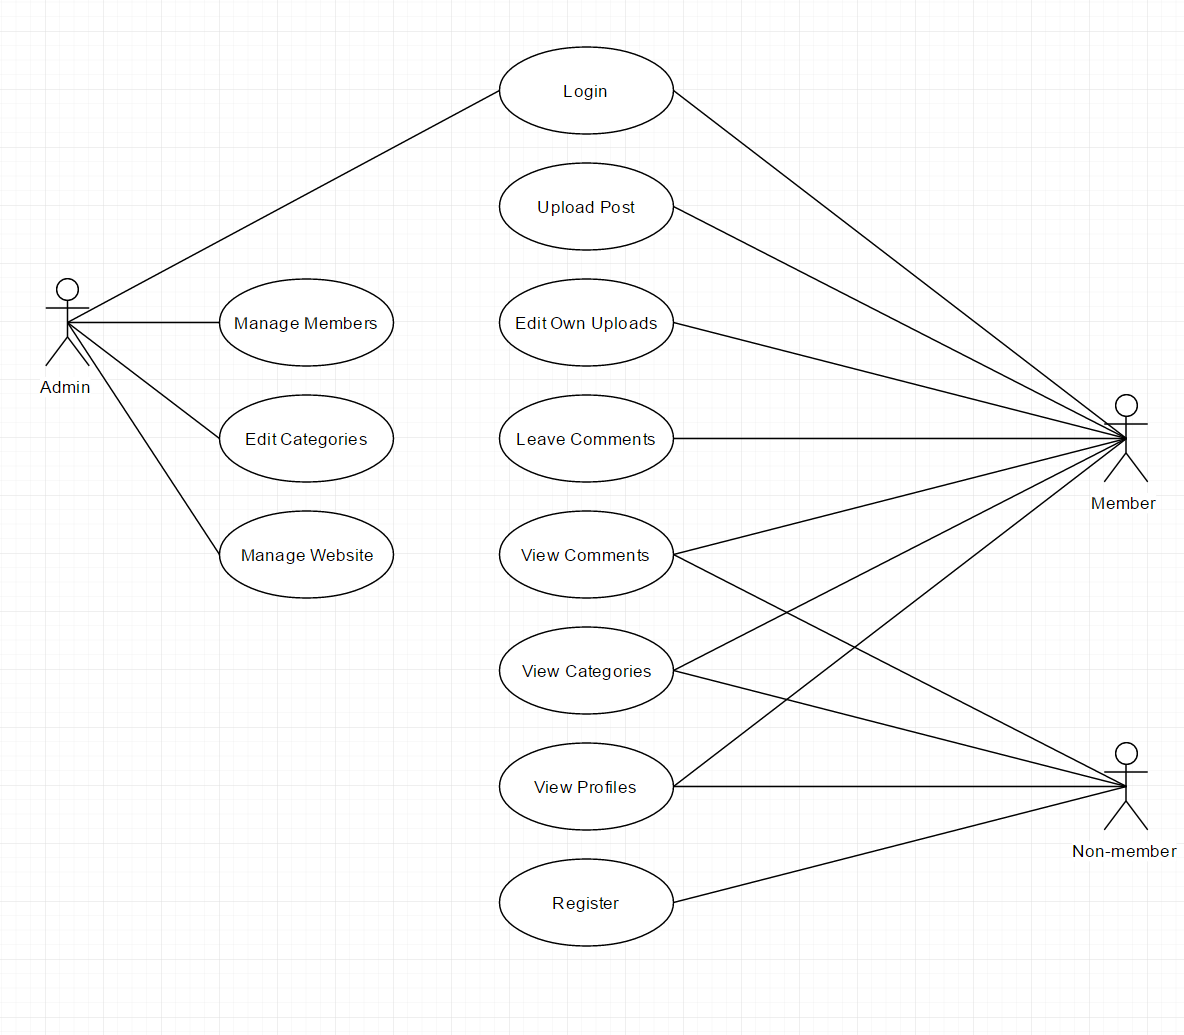 Login
Upload Post
Manage Members
Edit Own Uploads
Admin
Edit Categories
Leave Comments
Member
Manage Website
View Comments
View Categories
View Profiles
Non-member
Register